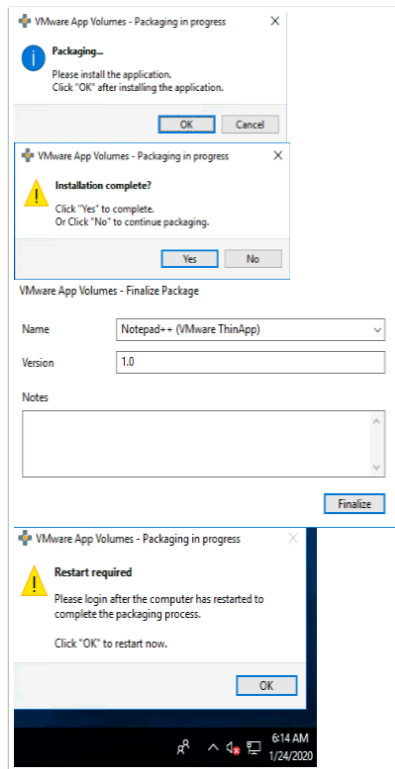 VMware App Volumes - Packaging in progress
Packaging...
Please install the application.
Click "OK" after installing the application.
OK Cancel
VMware App Volumes - Packaging in progress
Installation complete?
Click "Yes" to complete.
Or Click "No" to continue packaging.
Yes No
VMware App Volumes - Finalize Package
Name Notepad++ (VMware ThinApp)
Version 1.0
Notes
Finalize
VMware App Volumes - Packaging in progress
Restart required
Please login after the computer has restarted to
complete the packaging process.
Click "OK" to restart now.
OK
6:14 AM
1/24/2020